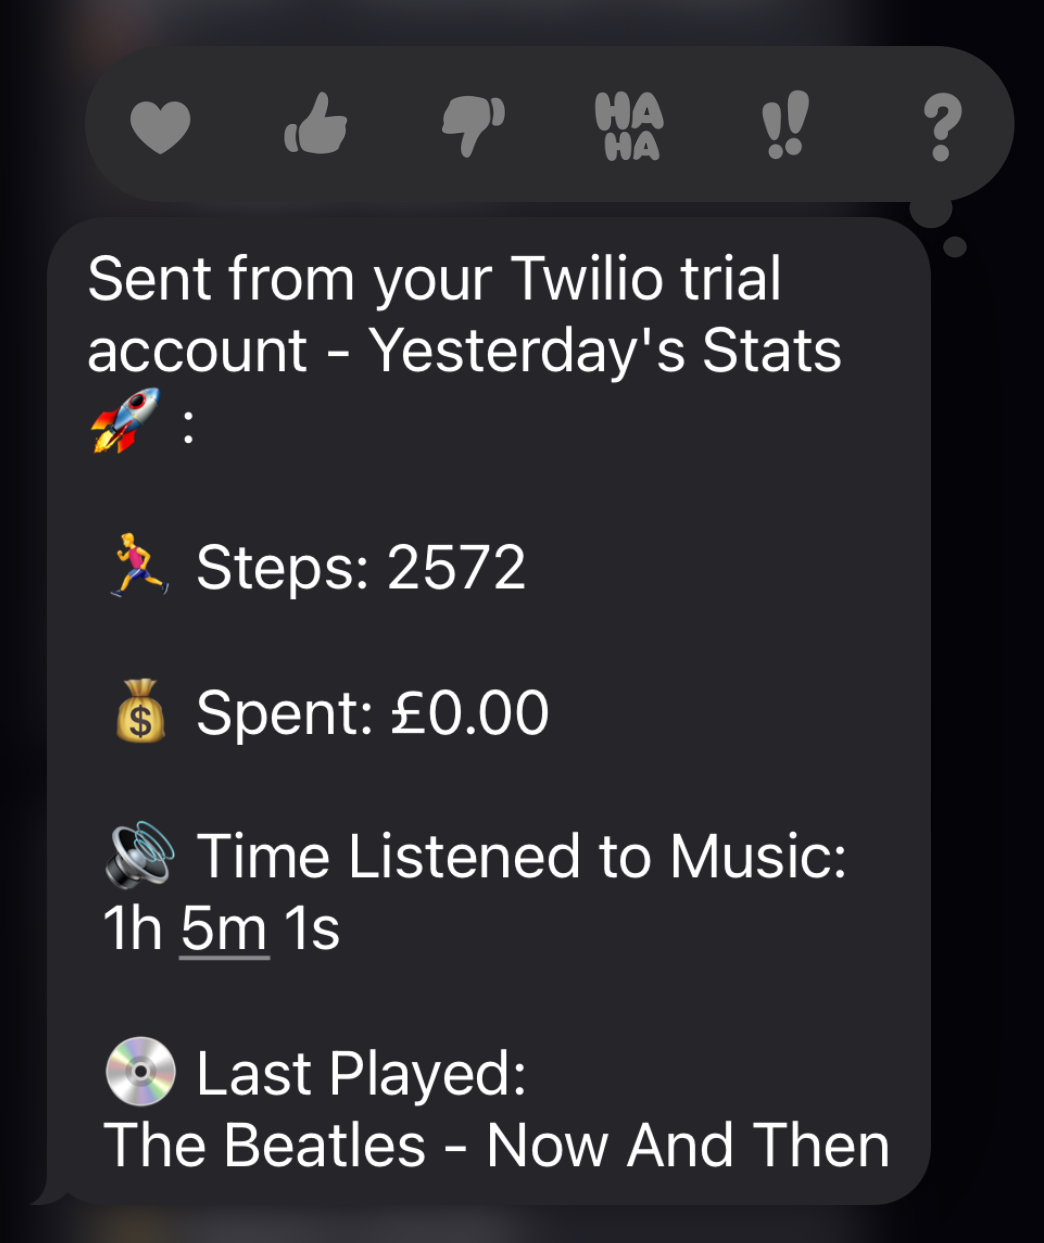 HA
HA
!!
?
Sent from your Twilio trial
account - Yesterday's Stats
🚀 :
🏃 Steps: 2572
💰 Spent: £0.00
🔊 Time Listened to Music:
1h 5m 1s
💿 Last Played:
The Beatles - Now And Then